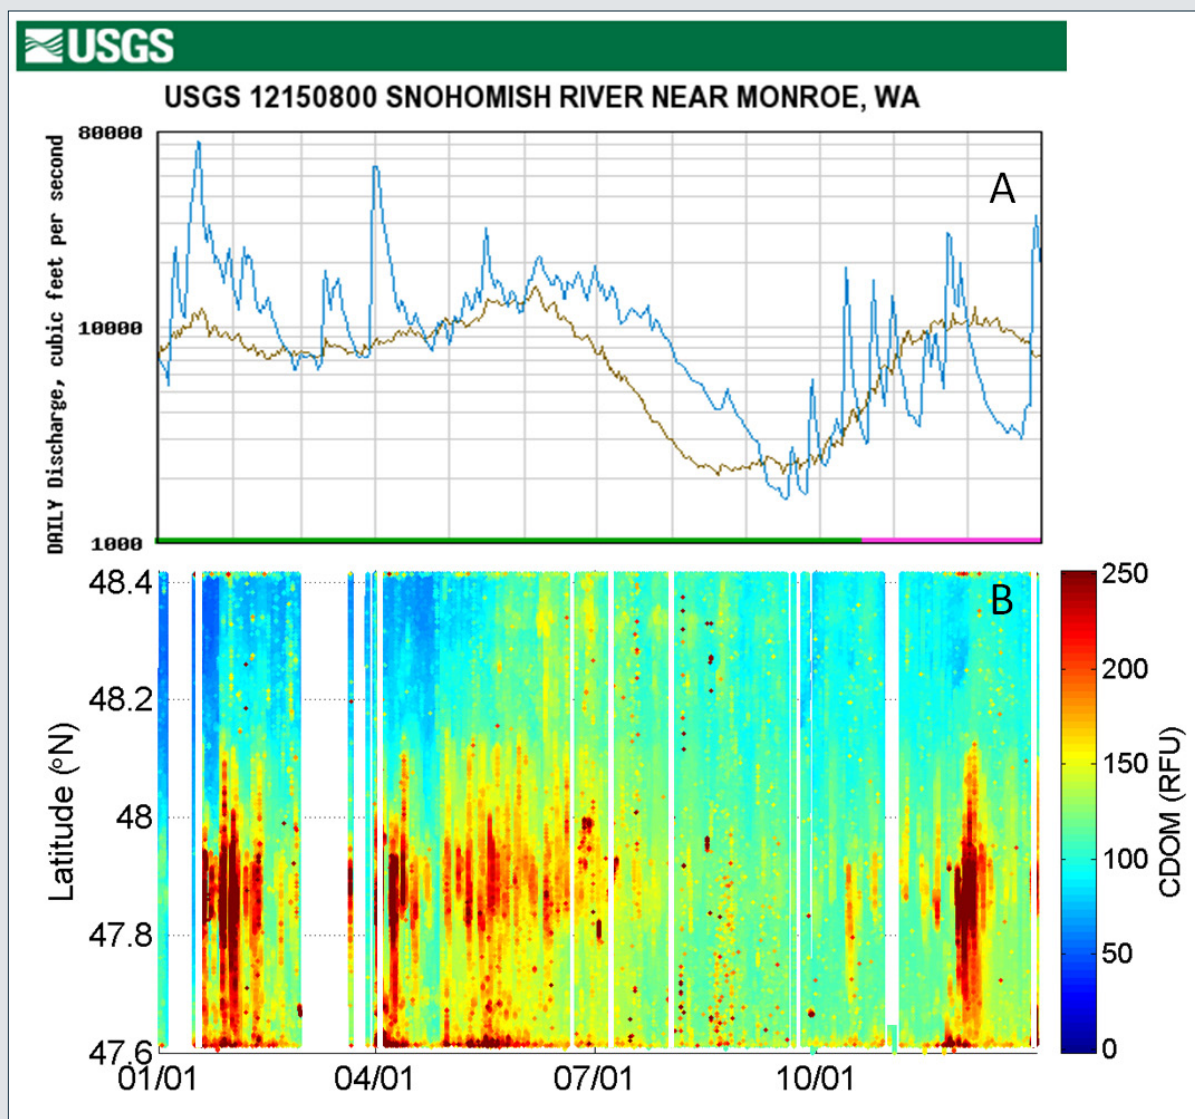 USGS
USGS 12150800 SNOHOMISH RIVER NEAR MONROE, WA
DAILY Discharge, cubic feet per second
80000
10000
1000
A
B
Latitude (oN)
48.4
48.2
48
47.8
47.6
01/01
04/01
07/01
10/01
250
200
150
100
50
0
CDOM (RFU)